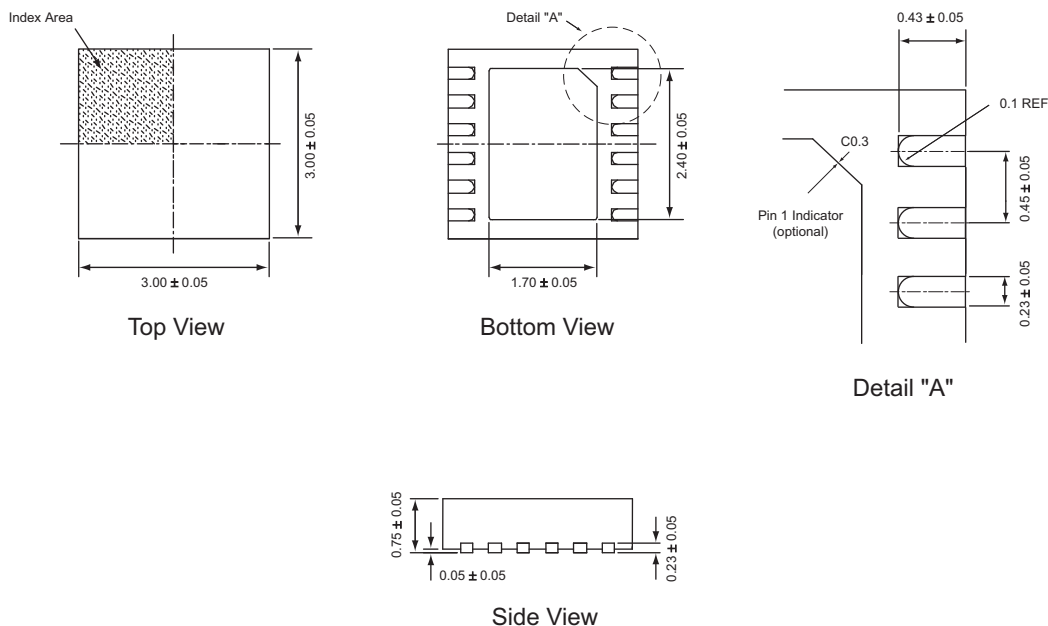 Index Area
3.00 ± 0.05
3.00 ± 0.05
Top View
Detail "A"
2.40 ± 0.05
1.70 ± 0.05
Bottom View
0.43 ± 0.05
0.1 REF
C0.3
Pin 1 Indicator
(optional)
0.45 ± 0.05
0.23 ± 0.05
Detail "A"
0.75 ± 0.05
0.05 ± 0.05
0.23 ± 0.05
Side View